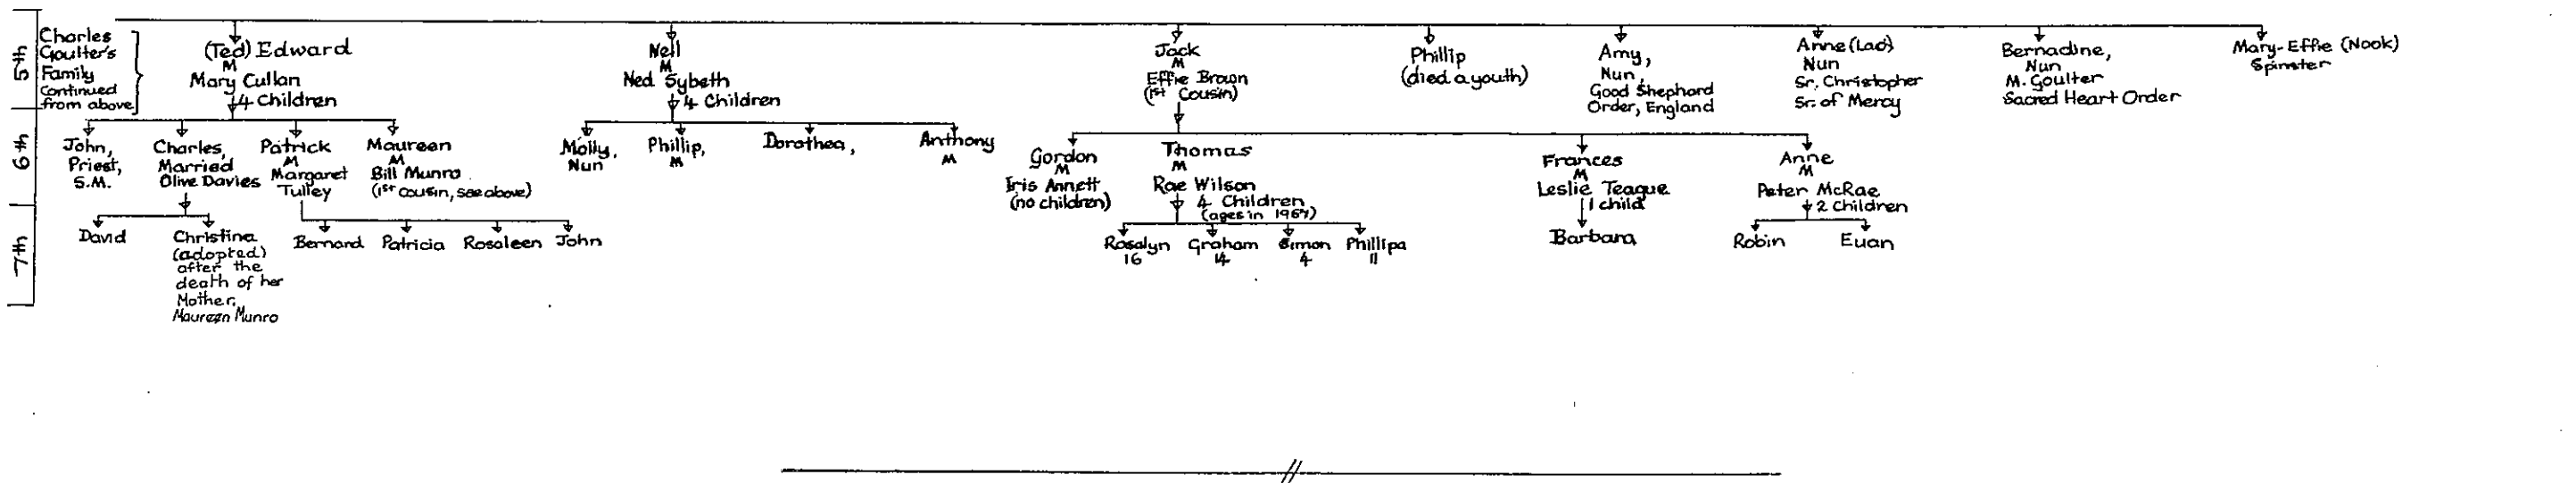 5th
Charles
Goulter's
Family
Continued
from above
(Ted) Edward
M
Mary Cullan
4 Children
Nell
M
Ned Sybeth
4 Children
Jack
M
Effie Brown
(1st Cousin)
Phillip
(died a youth)
Amy,
Nun,
Good Shephard
Order, England
Anne (Lao)
Nun
Sr. Christopher
Sr. of Mercy
Bernadine,
Nun
M. Goulter
Sacred Heart Order
Mary-Effie (Nook)
Spinster
6th
John,
Priest,
S.M.
Charles,
Married
Olive Davies
Patrick
M
Margaret
Tulley
Maureen
M
Bill Munro
(1st cousin, see above)
Molly,
Nun
Phillip,
M
Dorothea,
Anthony
M
Gordon
M
Iris Annett
(no children)
Thomas
M
Rae Wilson
4 Children
(ages in 1967)
Frances
M
Leslie Teague
1 child
Anne
M
Peter McRae
2 Children
7th
David
Christina
(adopted)
after the
death of her
Mother,
Maureen Munro
Bernard
Patricia
Rosaleen
John
Rosalyn
16
Graham
14
Simon
4
Phillipa
11
Barbara
Robin
Euan